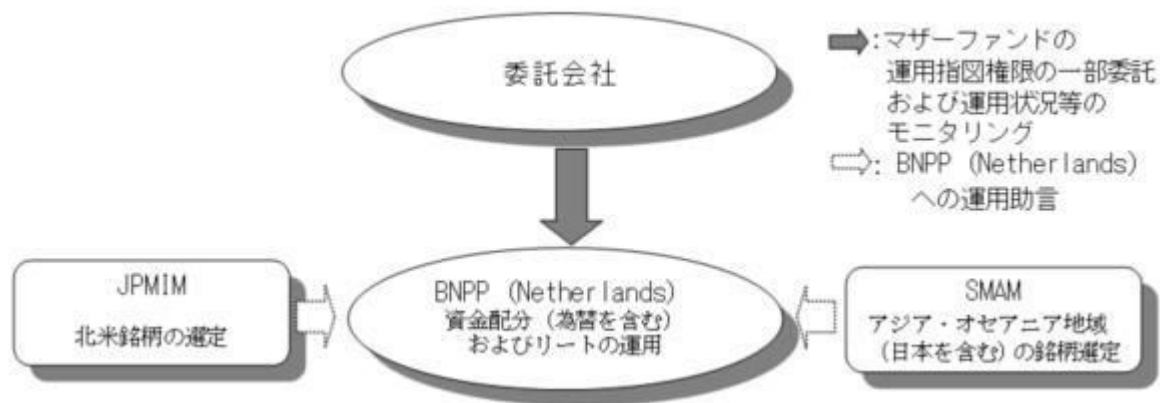 委託会社
:マザーファンドの
運用指図権限の一部委託
および運用状況等の
モニタリング
: BNPP (Netherlands)
への運用助言
JPMIM
北米銘柄の選定
BNPP (Netherlands)
資金配分(為替を含む)
およびリートの運用
SMAM
アジア・オセアニア地域
(日本を含む)の銘柄選定